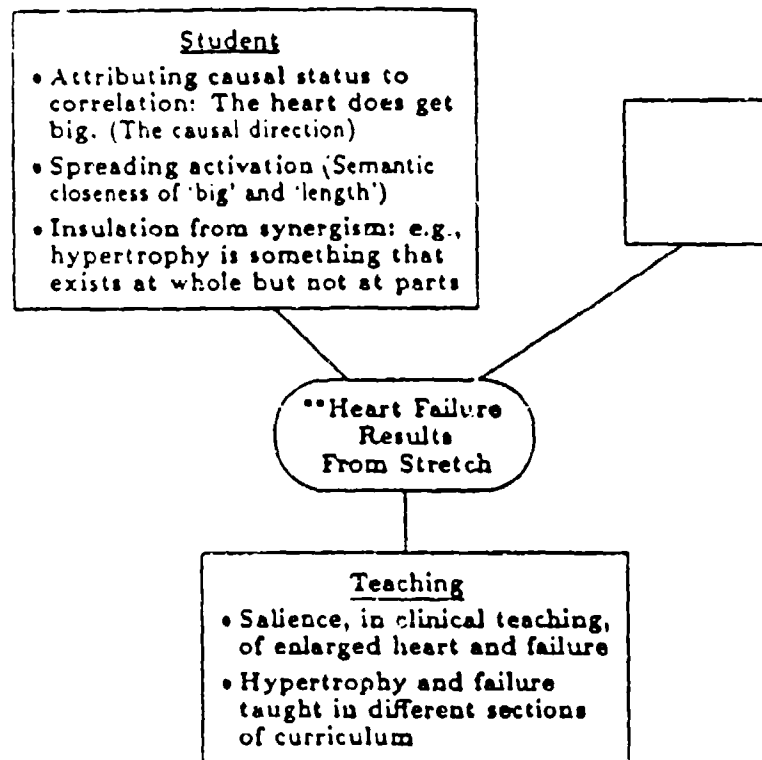 Student
• Attributing causal status to
correlation: The heart does get
big. (The causal direction)
• Spreading activation (Semantic
closeness of 'big' and 'length')
• Insulation from synergism: e.g.,
hypertrophy is something that
exists at whole but not at parts
**Heart Failure
Results
From Stretch
Teaching
• Salience, in clinical teaching,
of enlarged heart and failure
• Hypertrophy and failure
taught in different sections
of curriculum